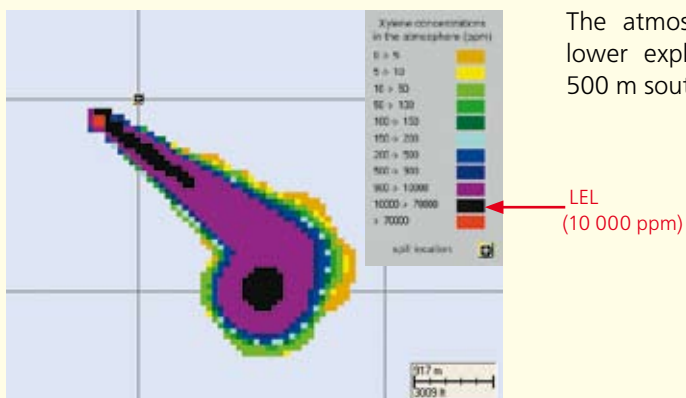 Xylene concentrations
in the atmosphere (ppm)
0 > 5
5 > 10
10 > 50
50 > 100
100 > 150
150 > 200
200 > 500
500 > 900
900 > 10000
10000 > 70000
> 70000
spill location
917 m
3009 ft
LEL
(10 000 ppm)
The atmos
lower expl
500 m sout